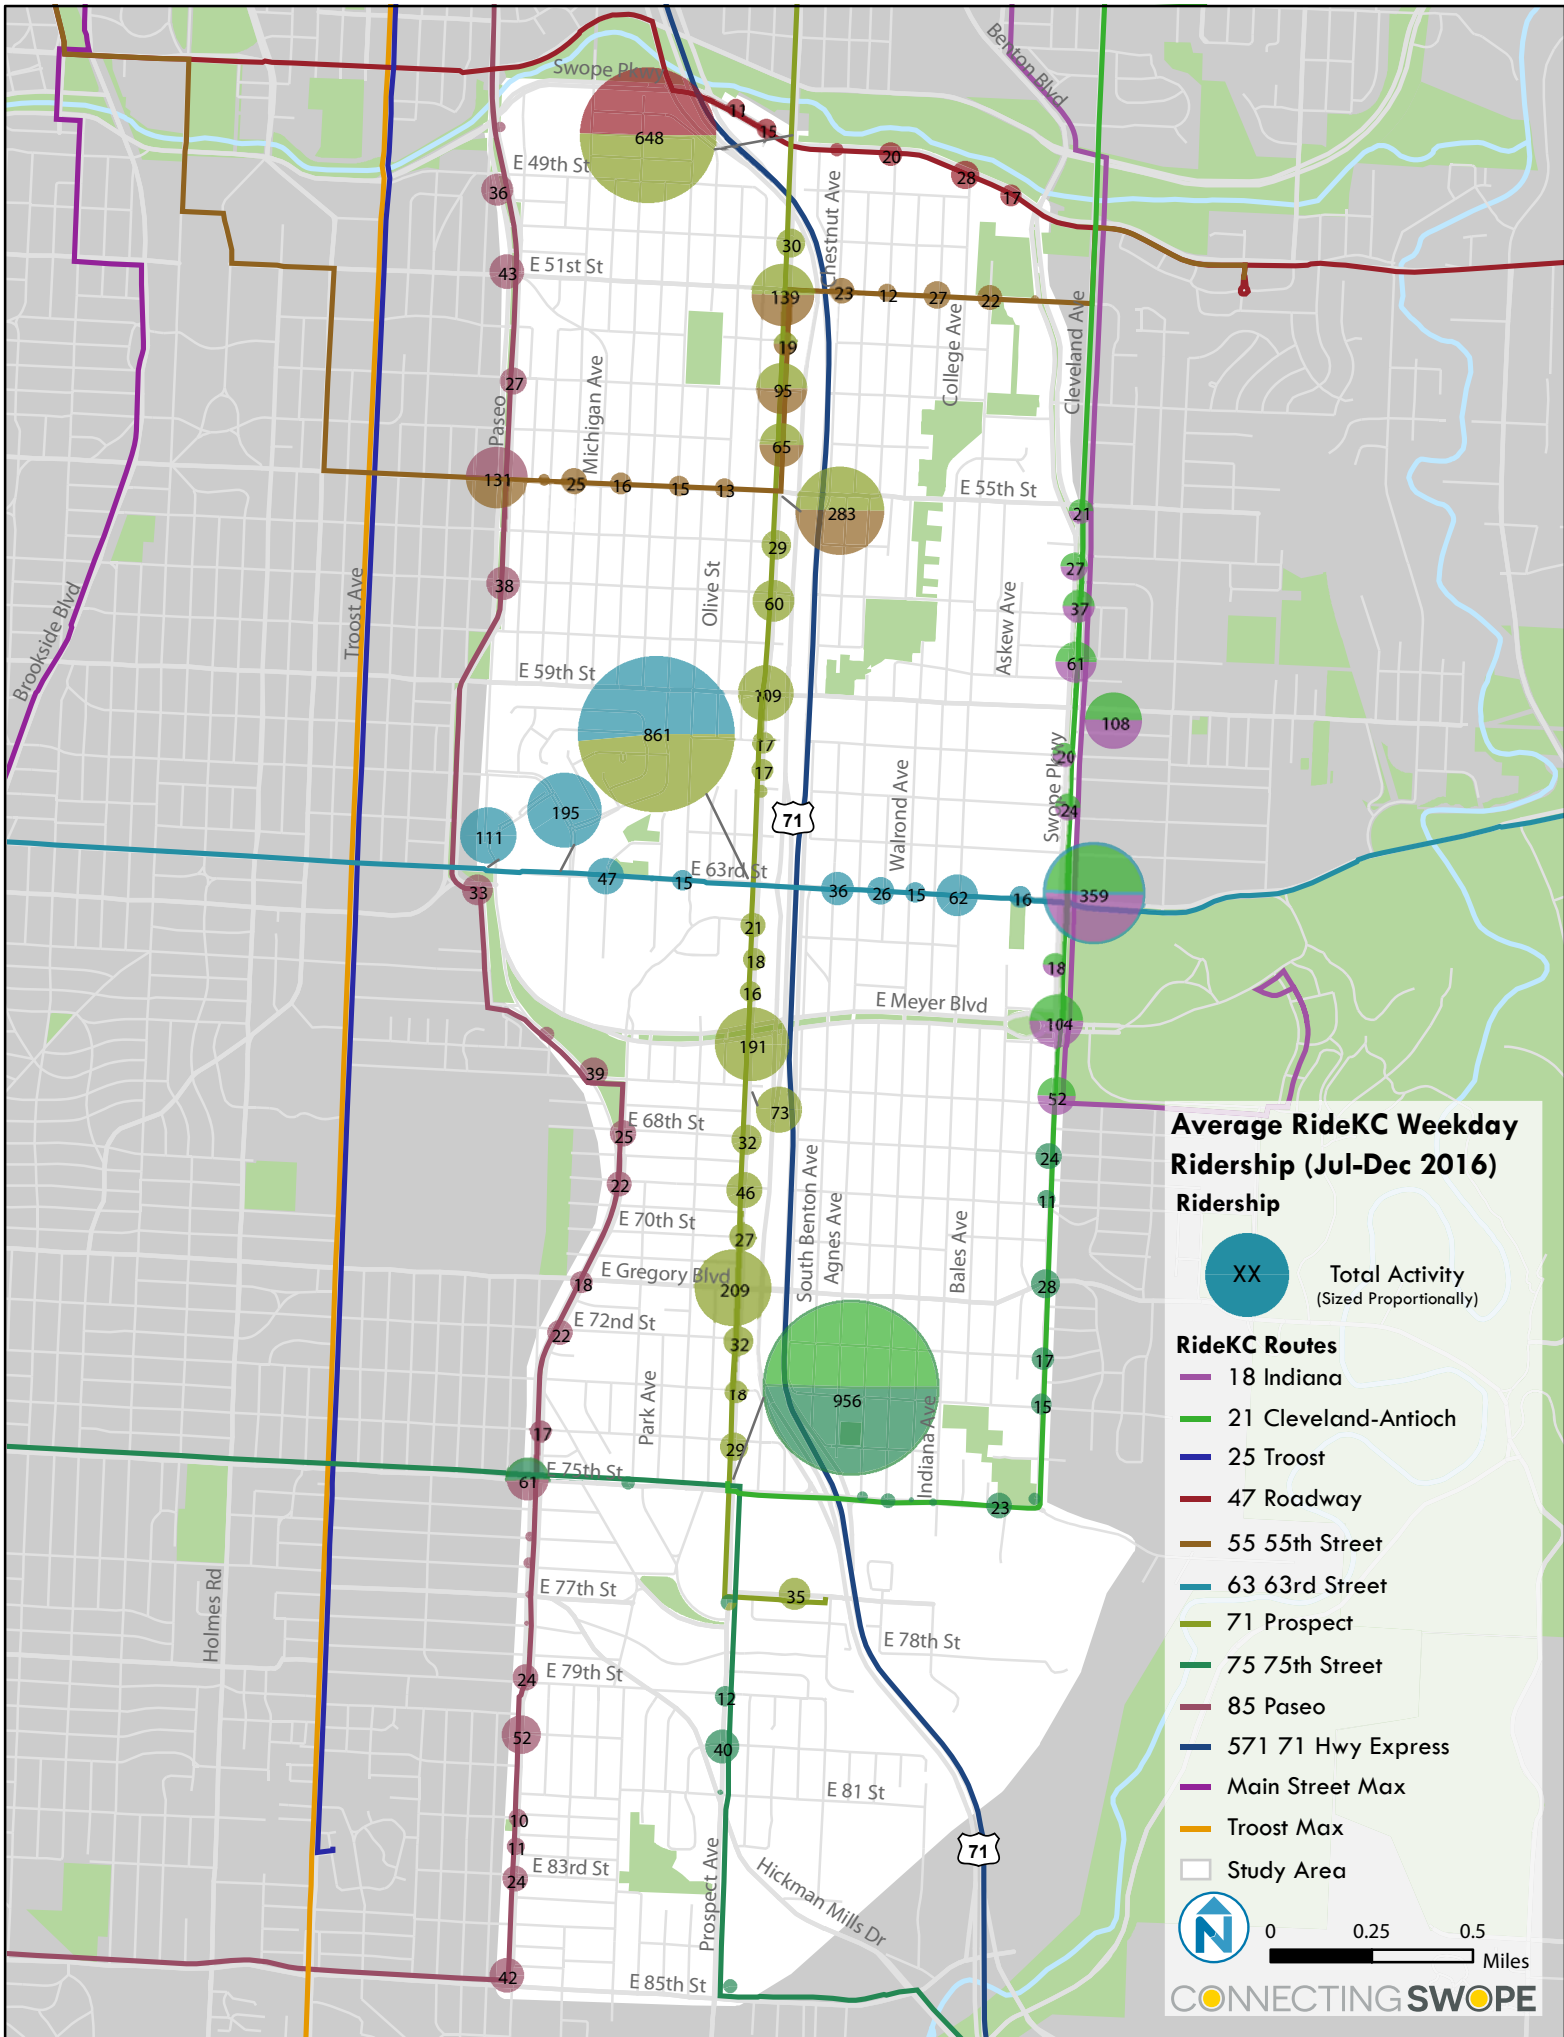 Swope Pkwy
Benton Blvd
11
15
648
20
28
17
E 49th St
36
30
Chestnut Ave
E 51st St
43
139
23
12
27
22
19
Cleveland Ave
College Ave
Michigan Ave
27
95
Paseo
65
131
25
16
15
13
283
E 55th St
21
29
27
38
60
37
Olive St
Askew Ave
Troost Ave
Brookside Blvd
61
E 59th St
109
108
861
17
20
17
24
Swope Pkwy
Walrond Ave
195
111
71
E 63rd St
47
15
36
26
15
62
16
359
33
21
18
18
16
E Meyer Blvd
104
191
39
73
52
E 68th St
25
32
24
22
46
11
E 70th St
27
South Benton Ave
Agnes Ave
Bales Ave
E Gregory Blvd
18
209
28
E 72nd St
22
32
17
18
956
15
Park Ave
Indiana Ave
17
29
E 75th St
61
23
E 77th St
35
E 78th St
Holmes Rd
E 79th St
24
12
52
40
E 81 St
10
11
71
E 83rd St
24
Prospect Ave
Hickman Mills Dr
42
E 85th St
Average RideKC Weekday
Ridership (Jul-Dec 2016)
Ridership
XX
Total Activity
(Sized Proportionally)
RideKC Routes
18 Indiana
21 Cleveland-Antioch
25 Troost
47 Roadway
55 55th Street
63 63rd Street
71 Prospect
75 75th Street
85 Paseo
571 71 Hwy Express
Main Street Max
Troost Max
Study Area
N
0 0.25 0.5
Miles
CONNECTING SWOPE